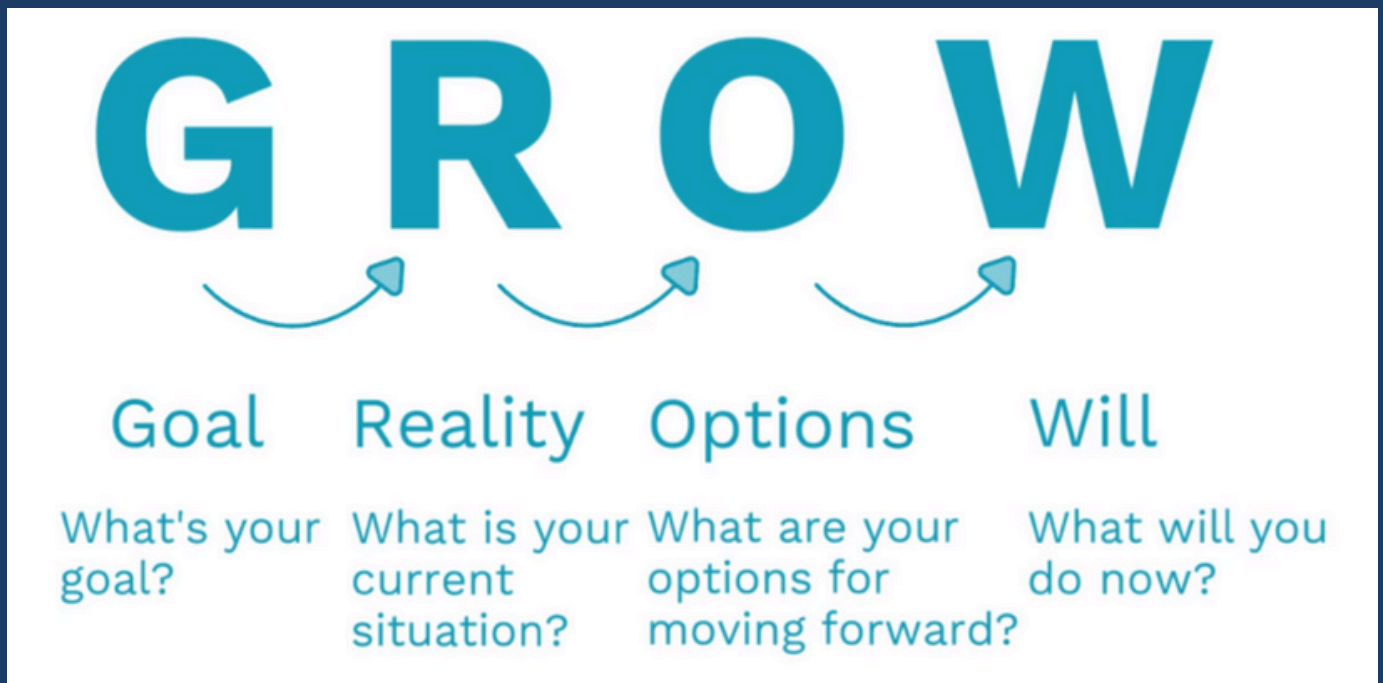 GROW
Goal
What's your
goal?
Reality
What is your
current
situation?
Options
What are your
options for
moving forward?
Will
What will you
do now?